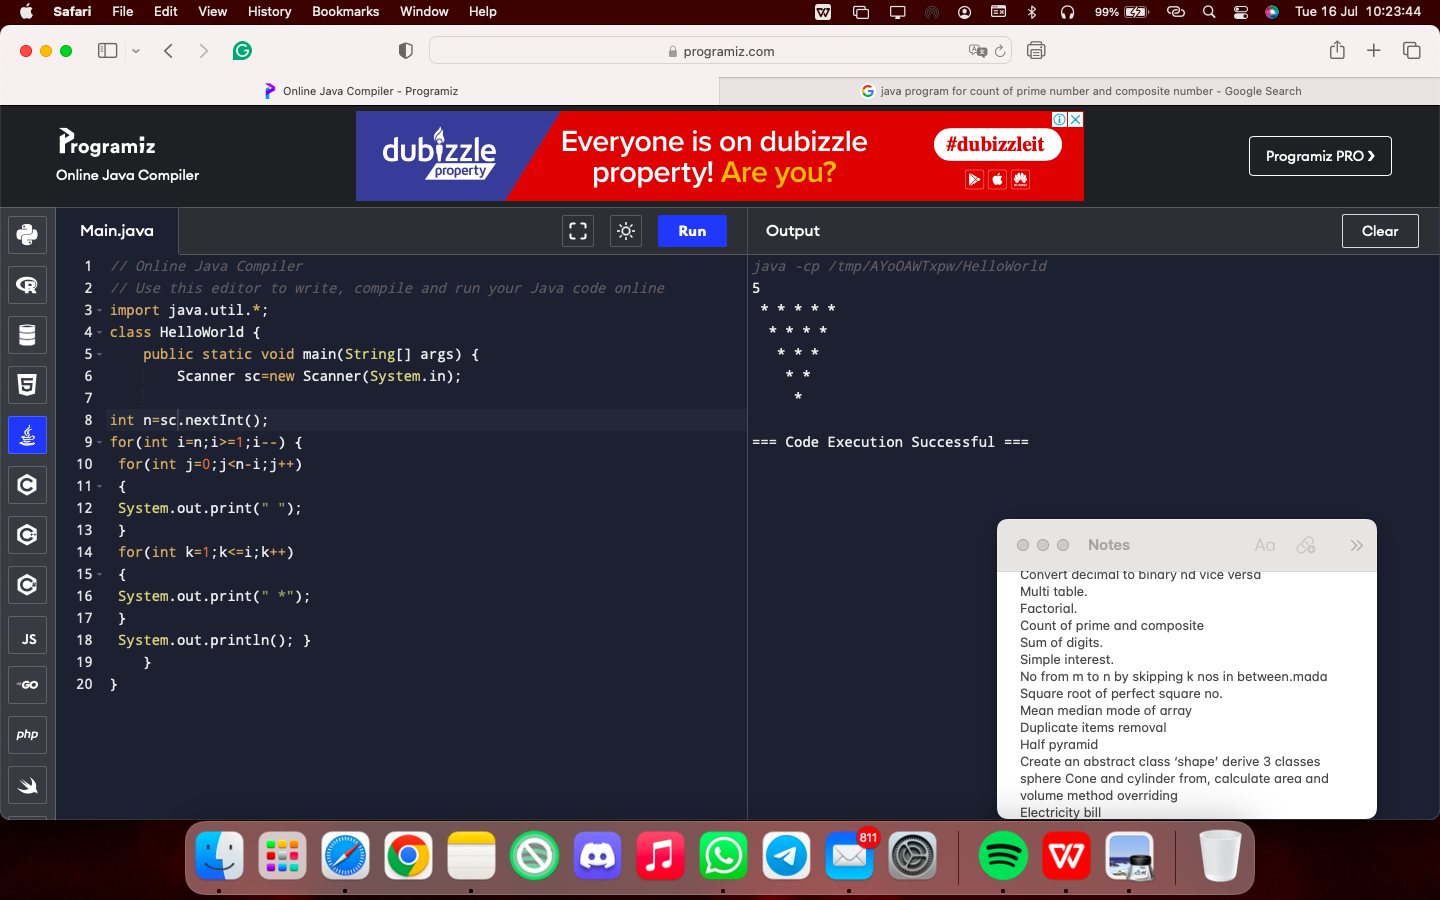 Safari File Edit View History Bookmarks Window Help 99% Tue 16 Jul 10:23:44
programiz.com
Online Java Compiler - Programiz
java program for count of prime number and composite number - Google Search
Programiz
Online Java Compiler
dubizzle
property
Everyone is on dubizzle
property! Are you?
#dubizzleit
Programiz PRO ❯
Main.java
Run
Output
Clear
1 // Online Java Compiler
2 // Use this editor to write, compile and run your Java code online
3 import java.util.*;
4 class HelloWorld {
5 public static void main(String[] args) {
6 Scanner sc=new Scanner(System.in);
7
8 int n=sc.nextInt();
9 for(int i=n;i>=1;i--) {
10 for(int j=0;j<n-i;j++)
11 {
12 System.out.print(" ");
13 }
14 for(int k=1;k<=i;k++)
15 {
16 System.out.print(" *");
17 }
18 System.out.println(); }
19 }
20 }
java -cp /tmp/AYoOAWTxpw/HelloWorld
5
* * * * *
* * * *
* * *
* *
*
=== Code Execution Successful ===
JS
GO
php
Notes
Aa
Convert decimal to binary nd vice versa
Multi table.
Factorial.
Count of prime and composite
Sum of digits.
Simple interest.
No from m to n by skipping k nos in between.mada
Square root of perfect square no.
Mean median mode of array
Duplicate items removal
Half pyramid
Create an abstract class ‘shape’ derive 3 classes
sphere Cone and cylinder from, calculate area and
volume method overriding
Electricity bill
811